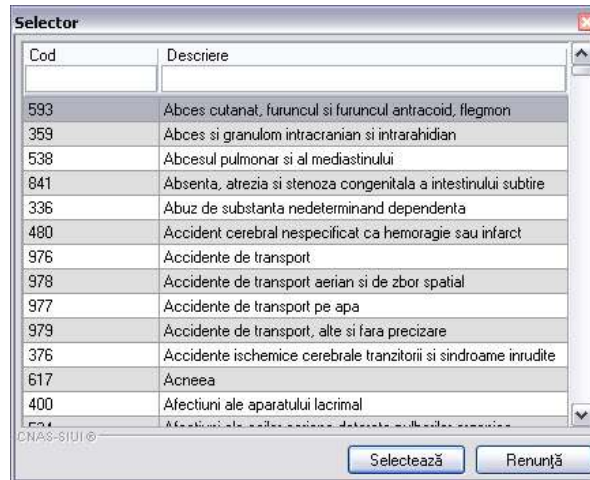 Selector
Cod Descriere
593 Abces cutanat, furuncul si furuncul antracoid, flegmon
359 Abces si granulom intracranian si intrarahidian
538 Abcesul pulmonar si al mediastinului
841 Absenta, atrezia si stenoza congenitala a intestinului subtire
336 Abuz de substanta nedeterminand dependenta
480 Accident cerebral nespecificat ca hemoragie sau infarct
976 Accidente de transport
978 Accidente de transport aerian si de zbor spatial
977 Accidente de transport pe apa
979 Accidente de transport, alte si fara precizare
376 Accidente ischemice cerebrale tranzitorii si sindroame inrudite
617 Acneea
400 Afectiuni ale aparatului lacrimal
CNAS-SIUI ©
Selectează Renunță